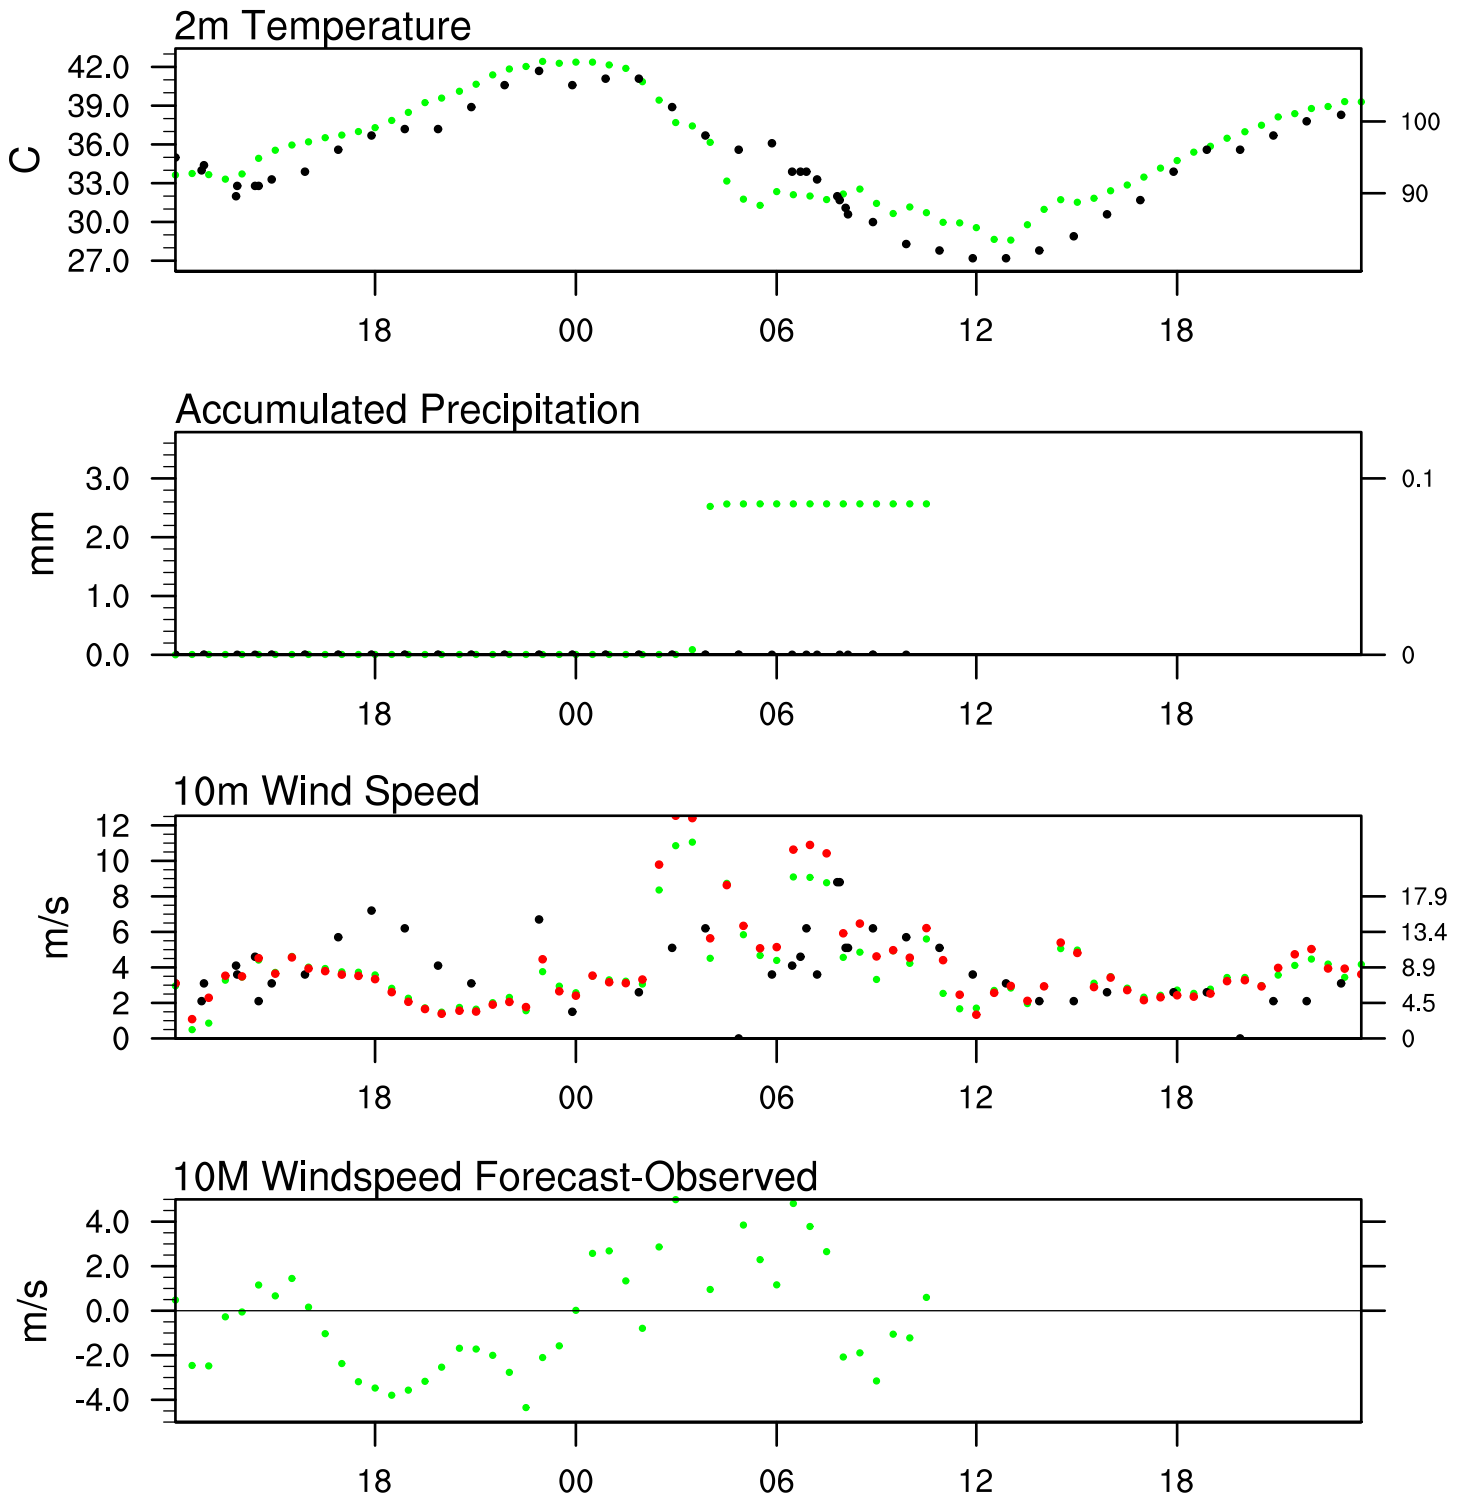 2m Temperature
42.0
39.0
36.0
33.0
30.0
27.0
C
100
90
18 00 06 12 18
Accumulated Precipitation
3.0
2.0
1.0
0.0
mm
0.1
0
18 00 06 12 18
10m Wind Speed
12
10
8
6
4
2
0
m/s
17.9
13.4
8.9
4.5
0
18 00 06 12 18
10M Windspeed Forecast-Observed
4.0
2.0
0.0
-2.0
-4.0
m/s
18 00 06 12 18